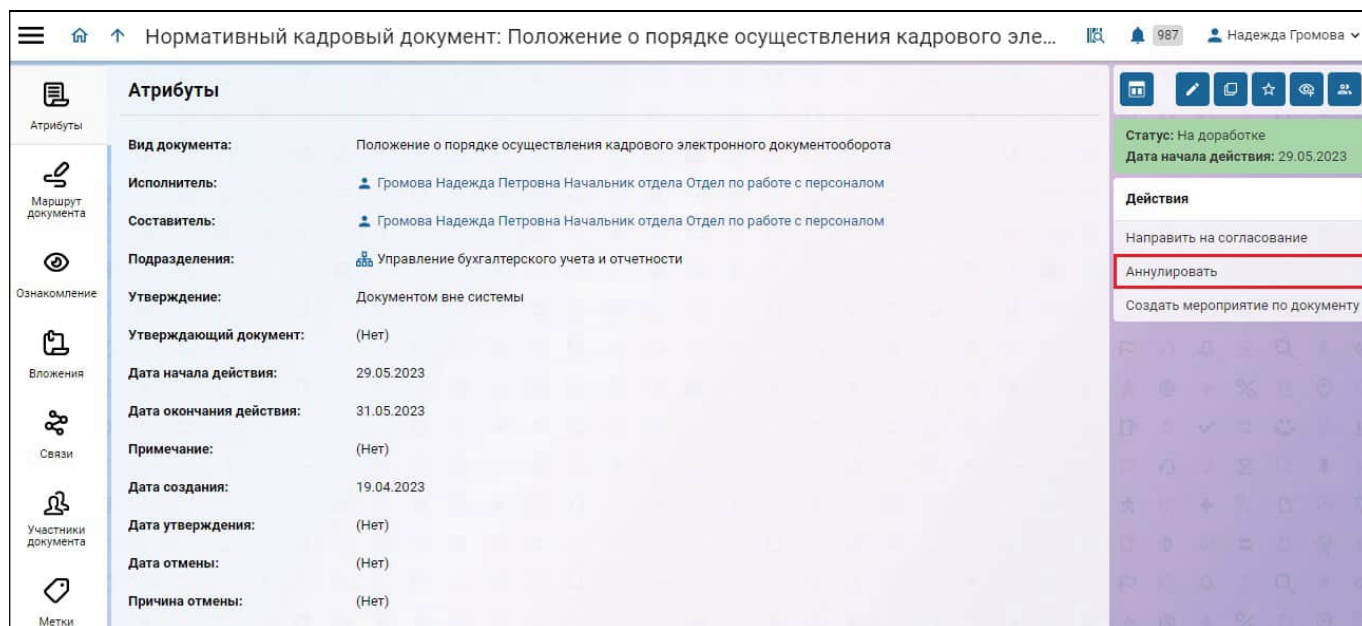 Нормативный кадровый документ: Положение о порядке осуществления кадрового эле...
987
Надежда Громова
Атрибуты
Маршрут
документа
Ознакомление
Вложения
Связи
Участники
документа
Метки
Атрибуты
Вид документа: Положение о порядке осуществления кадрового электронного документооборота
Исполнитель: Громова Надежда Петровна Начальник отдела Отдел по работе с персоналом
Составитель: Громова Надежда Петровна Начальник отдела Отдел по работе с персоналом
Подразделения: Управление бухгалтерского учета и отчетности
Утверждение: Документом вне системы
Утверждающий документ: (Нет)
Дата начала действия: 29.05.2023
Дата окончания действия: 31.05.2023
Примечание: (Нет)
Дата создания: 19.04.2023
Дата утверждения: (Нет)
Дата отмены: (Нет)
Причина отмены: (Нет)
Статус: На доработке
Дата начала действия: 29.05.2023
Действия
Направить на согласование
Аннулировать
Создать мероприятие по документу